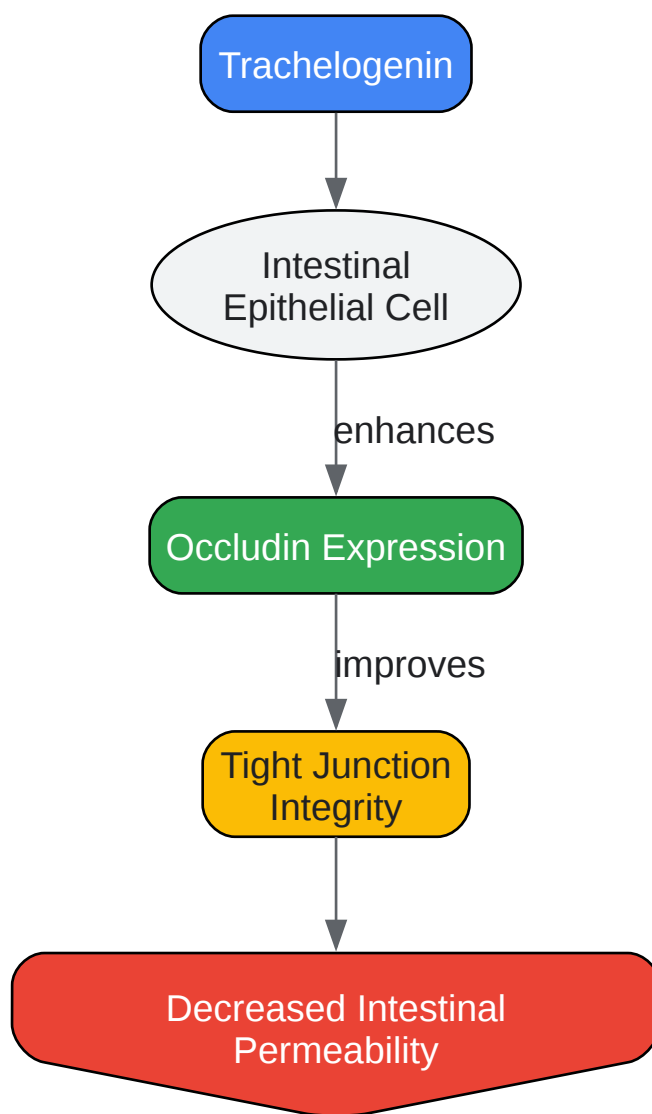 Trachelogenin
Intestinal
Epithelial Cell
enhances
Occludin Expression
improves
Tight Junction
Integrity
Decreased Intestinal
Permeability